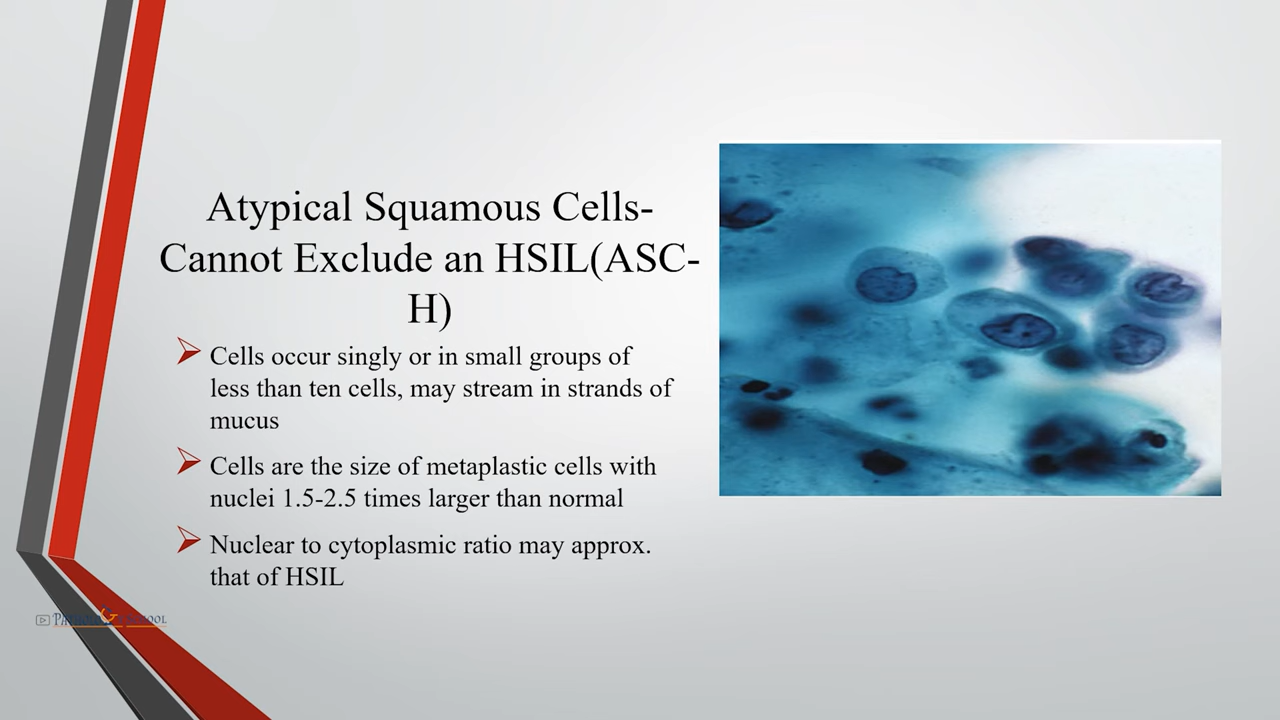 Atypical Squamous Cells-
Cannot Exclude an HSIL(ASC-
H)
Cells occur singly or in small groups of
less than ten cells, may stream in strands of
mucus
Cells are the size of metaplastic cells with
nuclei 1.5-2.5 times larger than normal
Nuclear to cytoplasmic ratio may approx.
that of HSIL